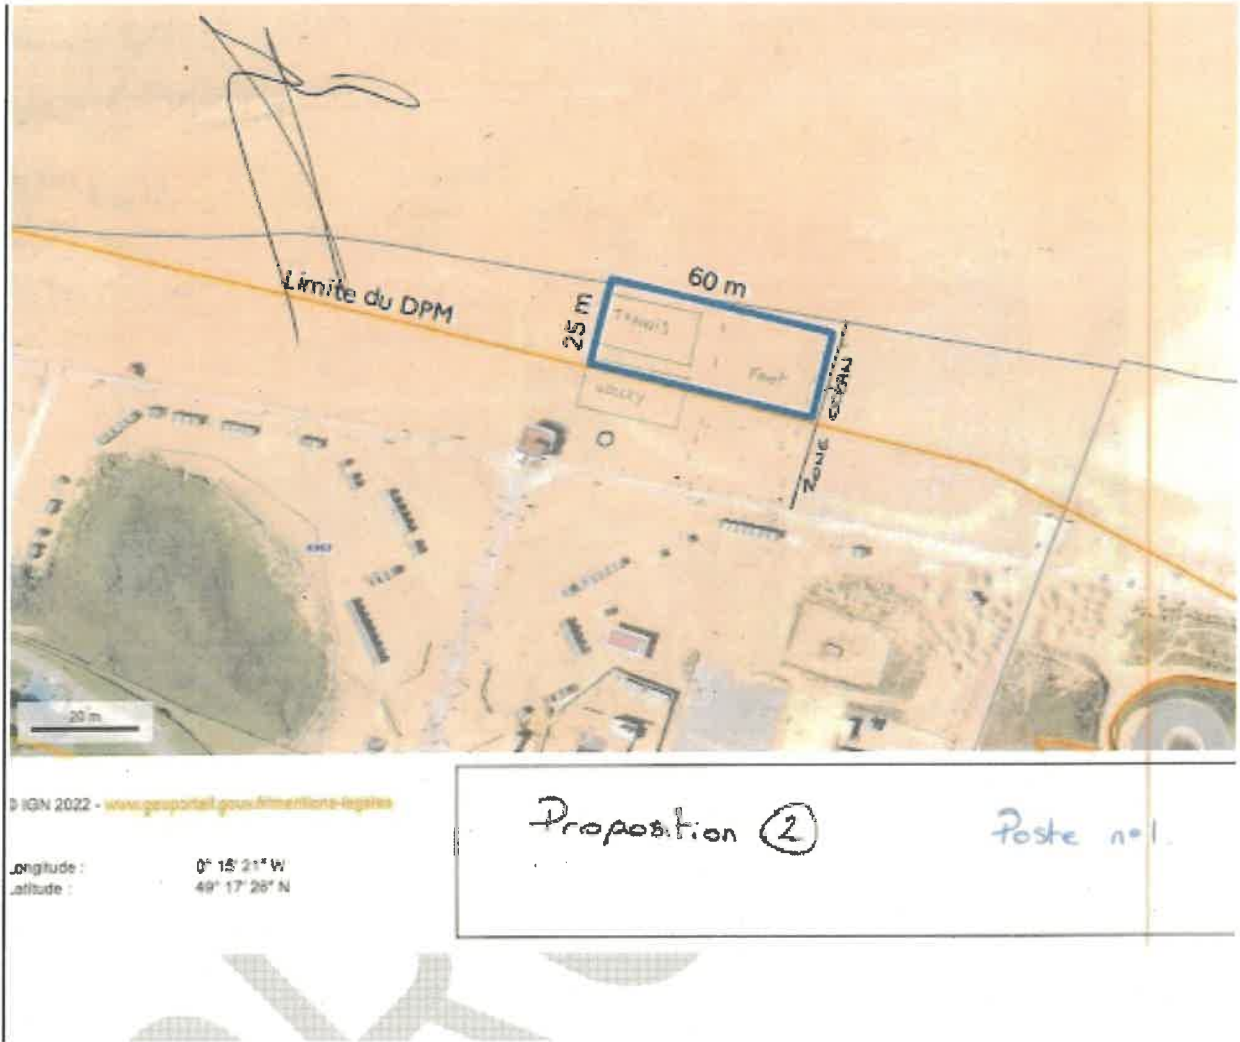 Limite du DPM
60 m
25 m
TENNIS
Foot
VOLLEY
ZONE OCÉAN
20 m
© IGN 2022 - www.geoportail.gouv.fr/mentions-legales
Proposition 2
Poste n°1.
Longitude : 0° 15' 21" W
Latitude : 49° 17' 26" N